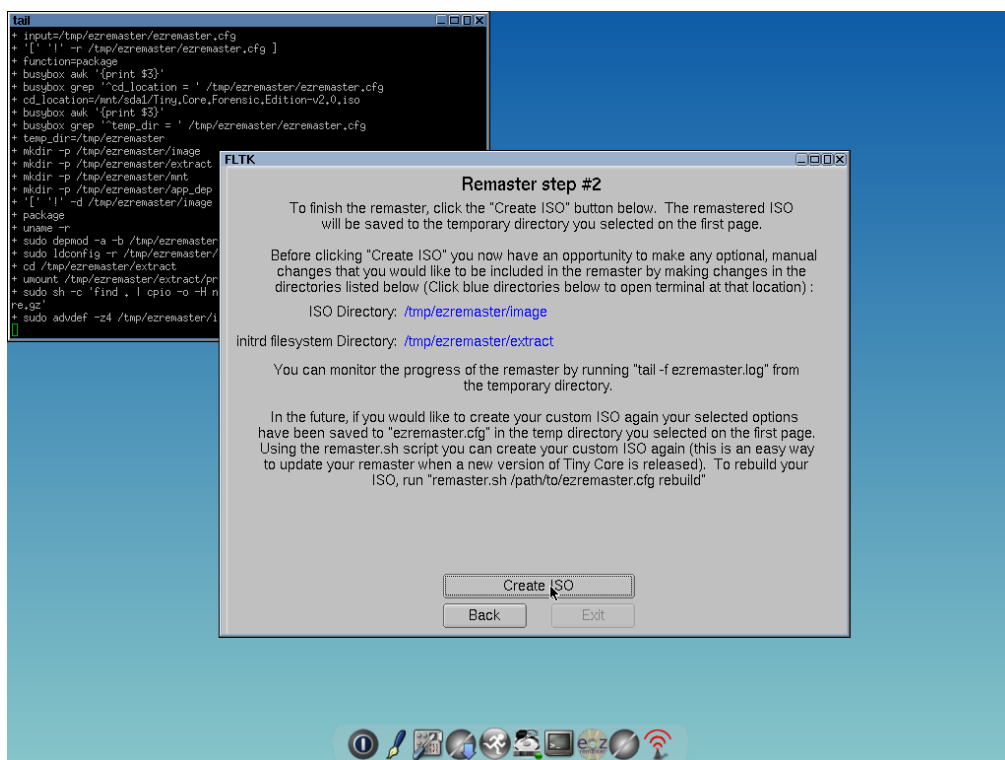 tail
+ input=/tmp/ezremaster/ezremaster.cfg
+ '[' '!' -r /tmp/ezremaster/ezremaster.cfg ]
+ function=package
+ busybox awk '{print $3}'
+ busybox grep '^cd_location = ' /tmp/ezremaster/ezremaster.cfg
+ cd_location=/mnt/sda1/Tiny.Core.Forensic.Edition-v2.0.iso
+ busybox awk '{print $3}'
+ busybox grep '^temp_dir = ' /tmp/ezremaster/ezremaster.cfg
+ temp_dir=/tmp/ezremaster
+ mkdir -p /tmp/ezremaster/image
+ mkdir -p /tmp/ezremaster/extract
+ mkdir -p /tmp/ezremaster/mnt
+ mkdir -p /tmp/ezremaster/app_dep
+ '[' '!' -d /tmp/ezremaster/image
+ package
+ uname -r
+ sudo depmod -a -b /tmp/ezremaster
+ sudo ldconfig -r /tmp/ezremaster/
+ cd /tmp/ezremaster/extract
+ umount /tmp/ezremaster/extract/pr
+ sudo sh -c 'find . | cpio -o -H n
re.gz'
+ sudo advdef -z4 /tmp/ezremaster/i
FLTK
Remaster step #2
To finish the remaster, click the "Create ISO" button below. The remastered ISO
will be saved to the temporary directory you selected on the first page.
Before clicking "Create ISO" you now have an opportunity to make any optional, manual
changes that you would like to be included in the remaster by making changes in the
directories listed below (Click blue directories below to open terminal at that location) :
ISO Directory: /tmp/ezremaster/image
initrd filesystem Directory: /tmp/ezremaster/extract
You can monitor the progress of the remaster by running "tail -f ezremaster.log" from
the temporary directory.
In the future, if you would like to create your custom ISO again your selected options
have been saved to "ezremaster.cfg" in the temp directory you selected on the first page.
Using the remaster.sh script you can create your custom ISO again (this is an easy way
to update your remaster when a new version of Tiny Core is released). To rebuild your
ISO, run "remaster.sh /path/to/ezremaster.cfg rebuild"
Create ISO
Back
Exit